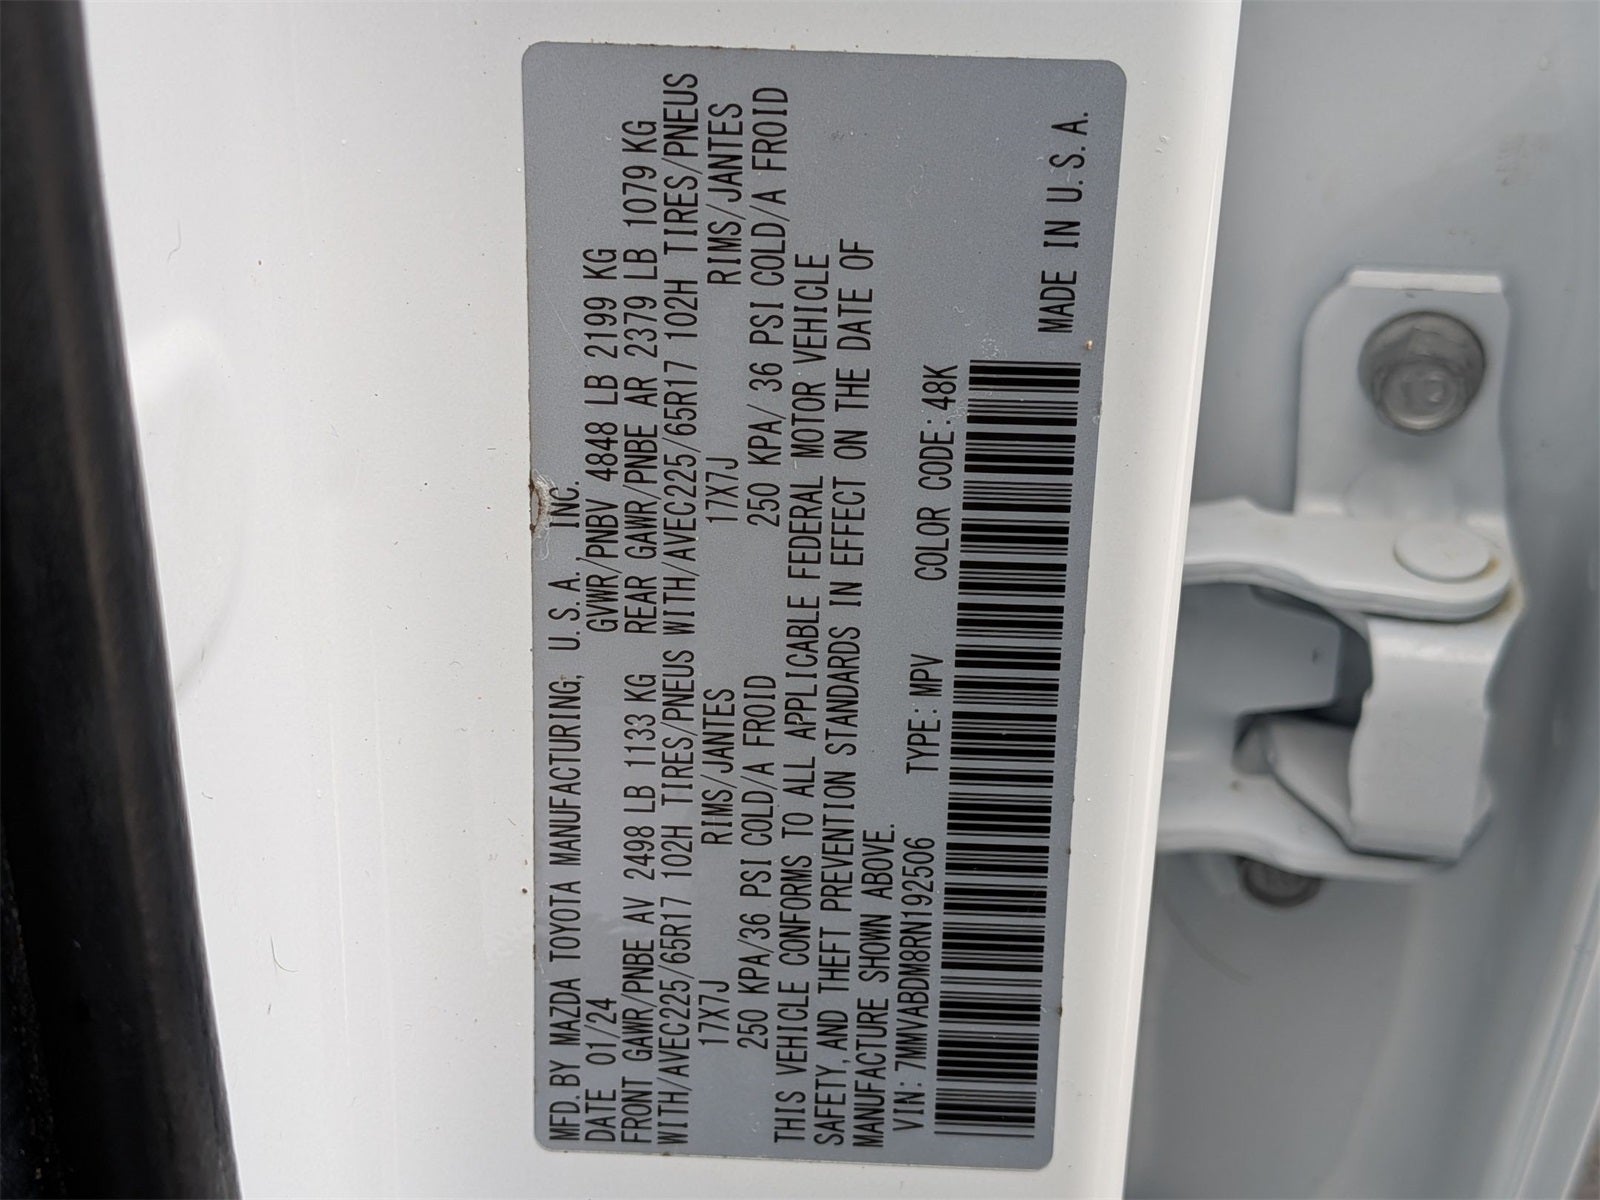 MFD. BY MAZDA TOYOTA MANUFACTURING, U.S.A., INC.
DATE 01/24 GVWR/PNBV 4848 LB 2199 KG
FRONT GAWR/PNBE AV 2498 LB 1133 KG REAR GAWR/PNBE AR 2379 LB 1079 KG
WITH/AVEC225/65R17 102H TIRES/PNEUS WITH/AVEC225/65R17 102H TIRES/PNEUS
17X7J RIMS/JANTES 17X7J RIMS/JANTES
250 KPA/36 PSI COLD/A FROID 250 KPA/ 36 PSI COLD/A FROID
THIS VEHICLE CONFORMS TO ALL APPLICABLE FEDERAL MOTOR VEHICLE
SAFETY, AND THEFT PREVENTION STANDARDS IN EFFECT ON THE DATE OF
MANUFACTURE SHOWN ABOVE.
VIN: 7MMVABDM8RN192506 TYPE: MPV COLOR CODE: 48K
MADE IN U.S.A.